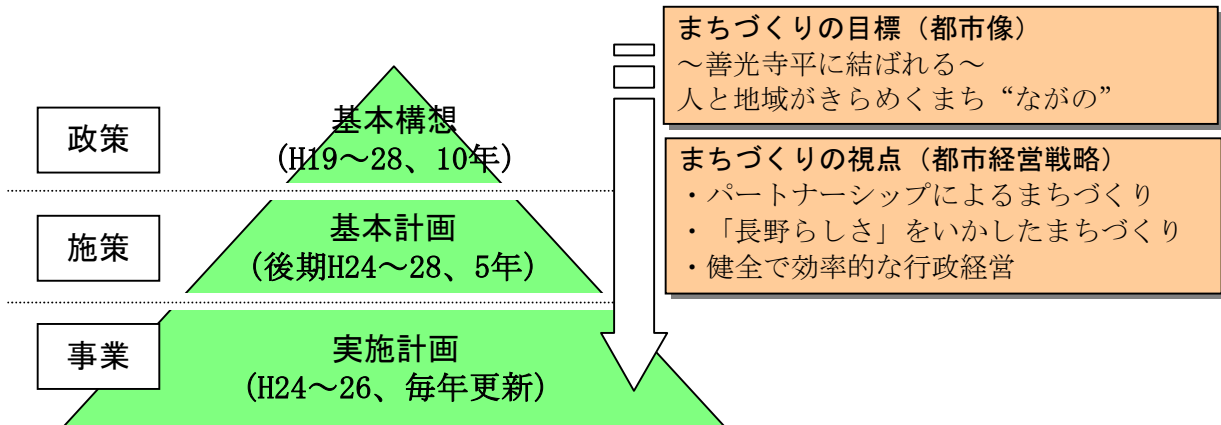 まちづくりの目標（都市像）
～善光寺平に結ばれる～
人と地域がきらめくまち“ながの”
政策
基本構想
(H19～28、10年)
まちづくりの視点（都市経営戦略）
・パートナーシップによるまちづくり
・「長野らしさ」をいかしたまちづくり
・健全で効率的な行政経営
施策
基本計画
(後期H24～28、5年)
事業
実施計画
(H24～26、毎年更新)